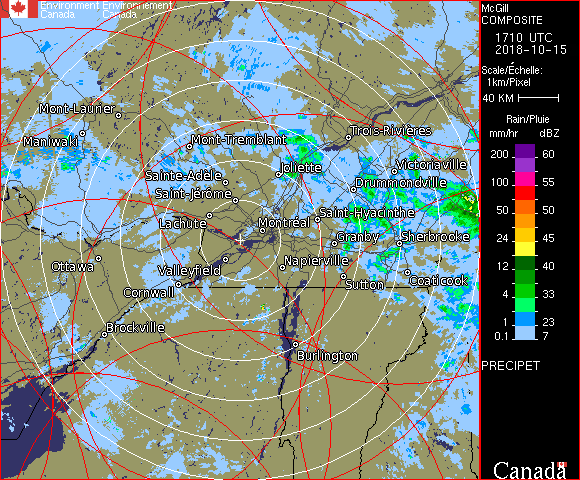 Environment Environnement
Canada Canada
McGill
COMPOSITE
1710 UTC
2018-10-15
Scale/Échelle:
1km/Pixel
40 KM
Rain/Pluie
mm/hr dBZ
200 60
150 55
100 55
50 50
24 45
12 40
4 33
1 23
0.1 7
PRECIPET
Canada
Mont-Laurier
Maniwaki
Mont-Tremblant
Trois-Rivières
Joliette
Victoriaville
Sainte-Adèle
Drummondville
Saint-Jérôme
Lachute
Montréal
Saint-Hyacinthe
Granby
Sherbrooke
Ottawa
Valleyfield
Napierville
Sutton
Coaticook
Cornwall
Brockville
Burlington